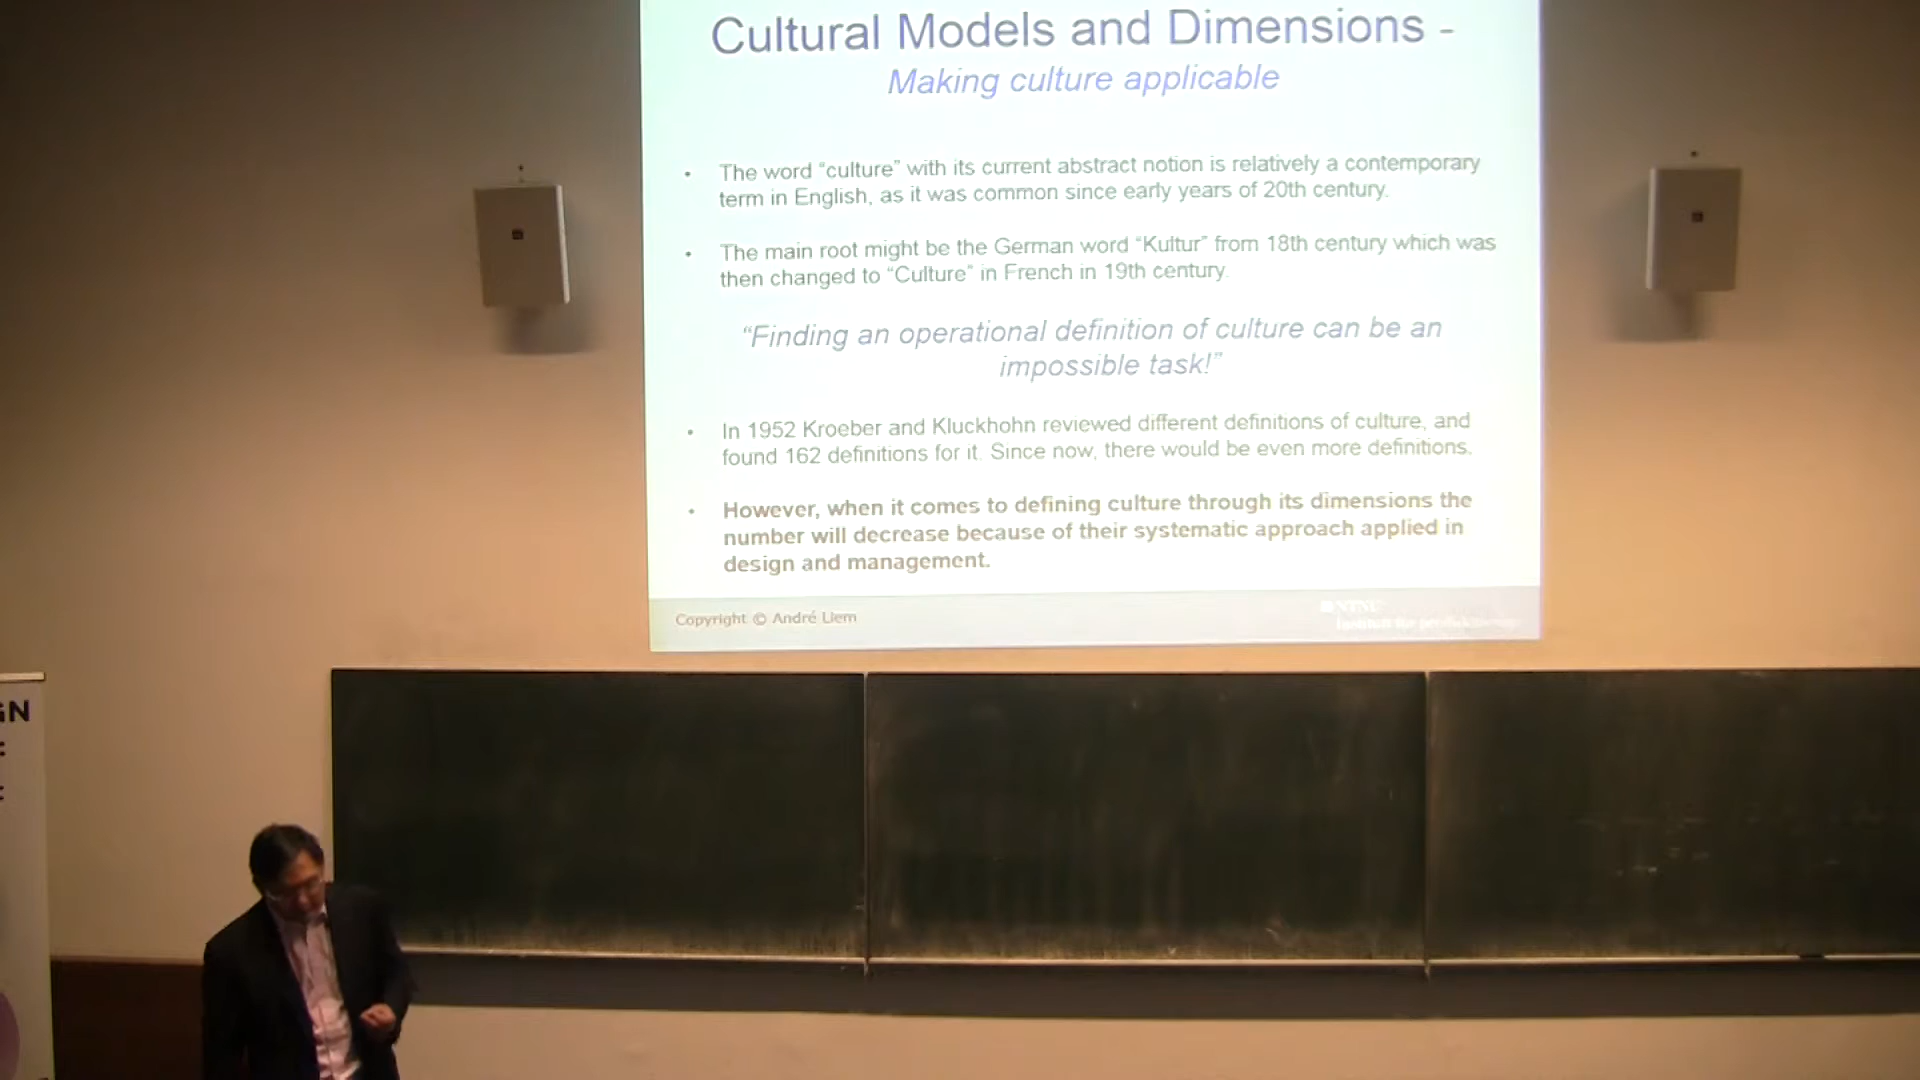 Cultural Models and Dimensions -
Making culture applicable
• The word “culture” with its current abstract notion is relatively a contemporary
term in English, as it was common since early years of 20th century.
• The main root might be the German word “Kultur” from 18th century which was
then changed to “Culture” in French in 19th century.
“Finding an operational definition of culture can be an
impossible task!”
• In 1952 Kroeber and Kluckhohn reviewed different definitions of culture, and
found 162 definitions for it. Since now, there would be even more definitions.
• However, when it comes to defining culture through its dimensions the
number will decrease because of their systematic approach applied in
design and management.
Copyright © André Liem
NTNU